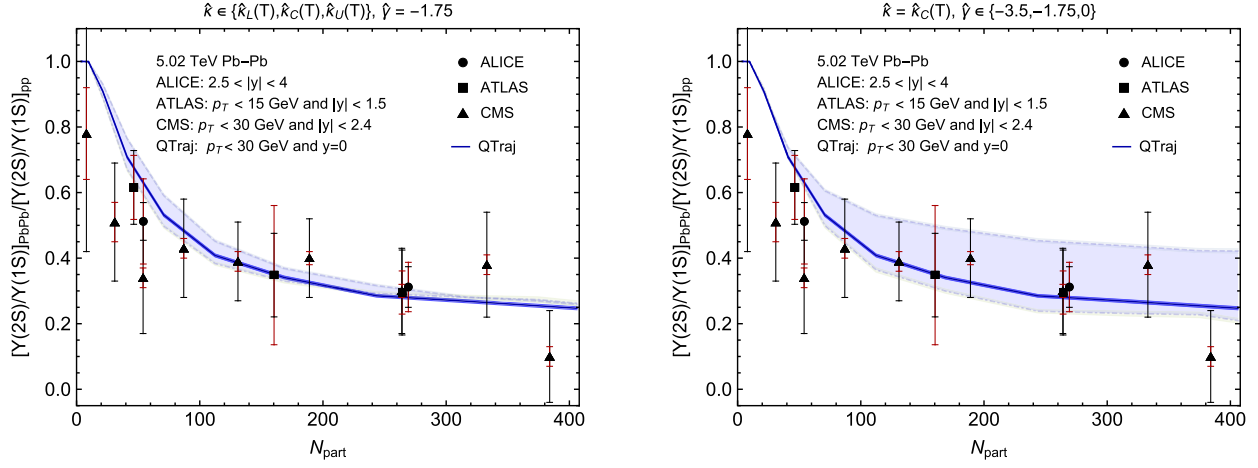 κ̂ ∈ {κ̂_L(T),κ̂_C(T),κ̂_U(T)}, γ̂ = −1.75
[Υ(2S)/Υ(1S)]_PbPb/[Υ(2S)/Υ(1S)]_pp
1.0
0.8
0.6
0.4
0.2
0.0
5.02 TeV Pb−Pb
ALICE: 2.5 < |y| < 4
ATLAS: p_T < 15 GeV and |y| < 1.5
CMS: p_T < 30 GeV and |y| < 2.4
QTraj: p_T < 30 GeV and y=0
ALICE
ATLAS
CMS
QTraj
0 100 200 300 400
N_part
κ̂ = κ̂_C(T), γ̂ ∈ {−3.5,−1.75,0}
[Υ(2S)/Υ(1S)]_PbPb/[Υ(2S)/Υ(1S)]_pp
1.0
0.8
0.6
0.4
0.2
0.0
5.02 TeV Pb−Pb
ALICE: 2.5 < |y| < 4
ATLAS: p_T < 15 GeV and |y| < 1.5
CMS: p_T < 30 GeV and |y| < 2.4
QTraj: p_T < 30 GeV and y=0
ALICE
ATLAS
CMS
QTraj
0 100 200 300 400
N_part